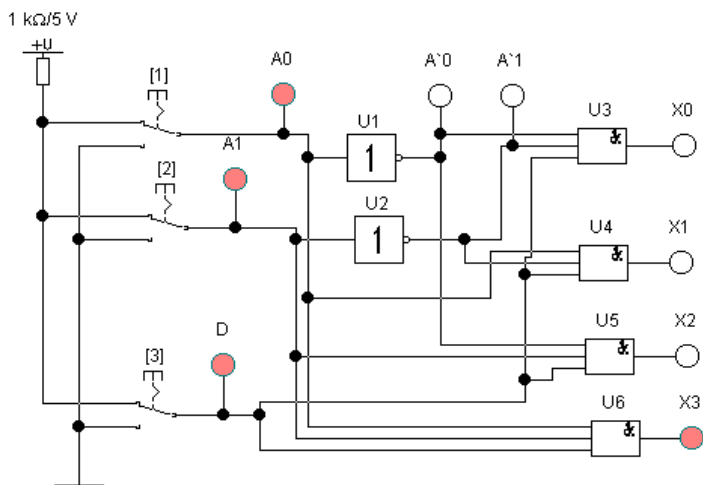 1 kΩ/5 V
+U
[1]
A0
A`0
A`1
U1
1
U3
&
X0
[2]
A1
U2
1
U4
&
X1
[3]
D
U5
&
X2
U6
&
X3